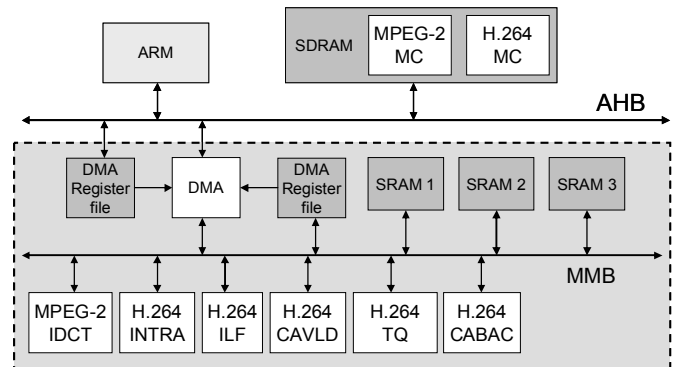 ARM
SDRAM
MPEG-2
MC
H.264
MC
AHB
DMA
Register
file
DMA
DMA
Register
file
SRAM 1
SRAM 2
SRAM 3
MMB
MPEG-2
IDCT
H.264
INTRA
H.264
ILF
H.264
CAVLD
H.264
TQ
H.264
CABAC